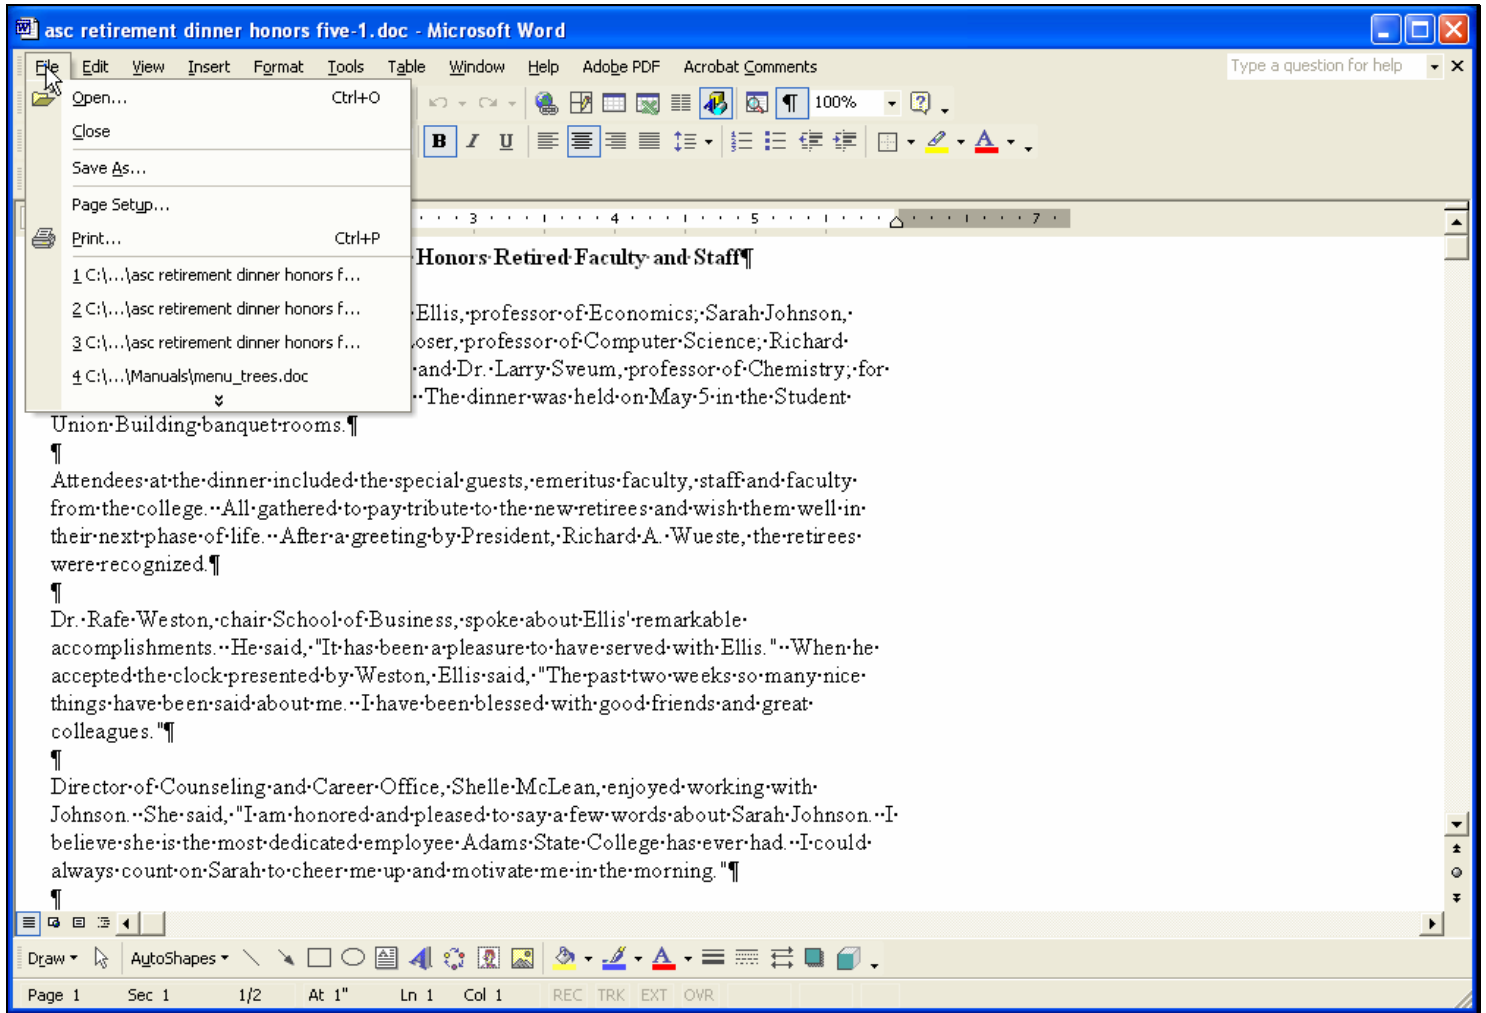 asc retirement dinner honors five-1.doc - Microsoft Word
File Edit View Insert Format Tools Table Window Help Adobe PDF Acrobat Comments Type a question for help
Open... Ctrl+O
Close
Save As...
Page Setup...
Print... Ctrl+P
1 C:\...\asc retirement dinner honors f...
2 C:\...\asc retirement dinner honors f...
3 C:\...\asc retirement dinner honors f...
4 C:\...\Manuals\menu_trees.doc
100%
B I U
A
3 4 5 7
Honors Retired Faculty and Staff¶
Ellis, professor of Economics; Sarah Johnson,
oser, professor of Computer Science; Richard
and Dr. Larry Sveum, professor of Chemistry; for
The dinner was held on May 5 in the Student
Union Building banquet rooms.¶
¶
Attendees at the dinner included the special guests, emeritus faculty, staff and faculty
from the college.  All gathered to pay tribute to the new retirees and wish them well in
their next phase of life.  After a greeting by President, Richard A. Wueste, the retirees
were recognized.¶
¶
Dr. Rafe Weston, chair School of Business, spoke about Ellis' remarkable
accomplishments.  He said, "It has been a pleasure to have served with Ellis."  When he
accepted the clock presented by Weston, Ellis said, "The past two weeks so many nice
things have been said about me.  I have been blessed with good friends and great
colleagues."¶
¶
Director of Counseling and Career Office, Shelle McLean, enjoyed working with
Johnson.  She said, "I am honored and pleased to say a few words about Sarah Johnson.  I
believe she is the most dedicated employee Adams State College has ever had.  I could
always count on Sarah to cheer me up and motivate me in the morning."¶
¶
Draw AutoShapes A
Page 1 Sec 1 1/2 At 1" Ln 1 Col 1 REC TRK EXT OVR